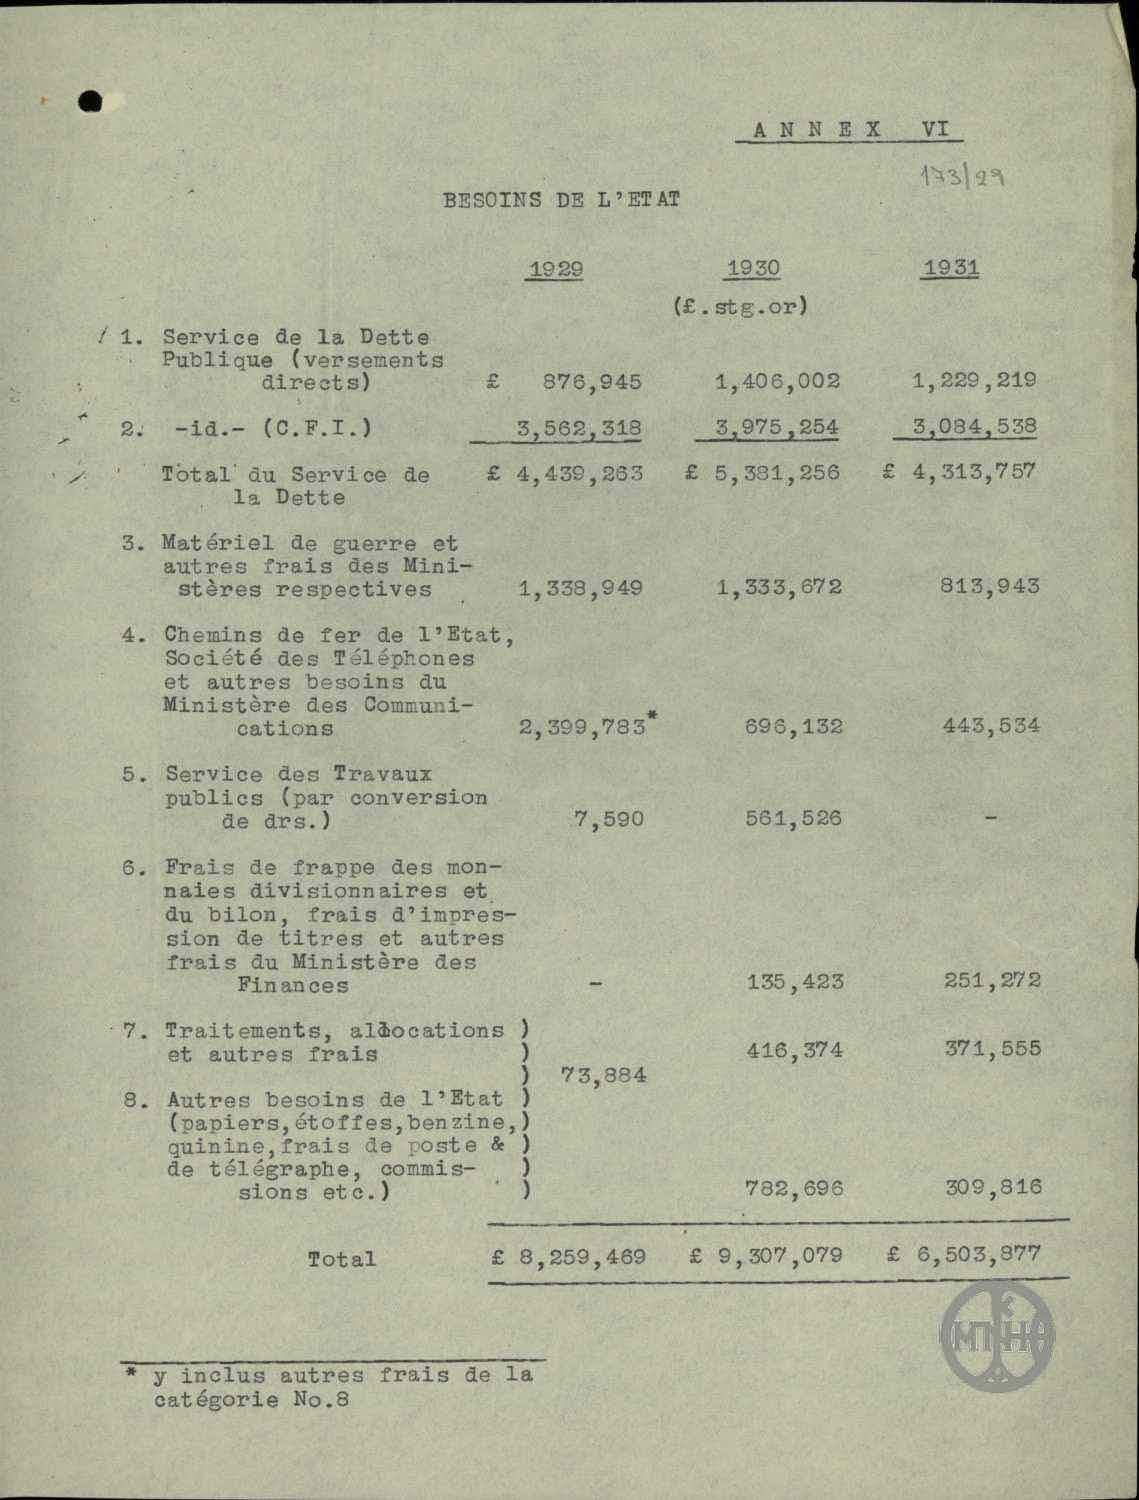 ANNEX VI
173/29
BESOINS DE L'ETAT
1929 1930 1931
(£.stg.or)
1. Service de la Dette
Publique (versements
directs) £ 876,945 1,406,002 1,229,219
2. -id.- (C.F.I.) 3,562,318 3,975,254 3,084,538
Total du Service de £ 4,439,263 £ 5,381,256 £ 4,313,757
la Dette
3. Matériel de guerre et
autres frais des Mini-
stères respectives 1,338,949 1,333,672 813,943
4. Chemins de fer de l'Etat,
Société des Téléphones
et autres besoins du
Ministère des Communi-
cations 2,399,783* 696,132 443,534
5. Service des Travaux
publics (par conversion
de drs.) 7,590 561,526 -
6. Frais de frappe des mon-
naies divisionnaires et
du bilon, frais d'impres-
sion de titres et autres
frais du Ministère des
Finances - 135,423 251,272
7. Traitements, allocations )
et autres frais ) 416,374 371,555
) 73,884
8. Autres besoins de l'Etat )
(papiers,étoffes,benzine,)
quinine,frais de poste & )
de télégraphe, commis- )
sions etc.) ) 782,696 309,816
Total £ 8,259,469 £ 9,307,079 £ 6,503,877
* y inclus autres frais de la
catégorie No.8